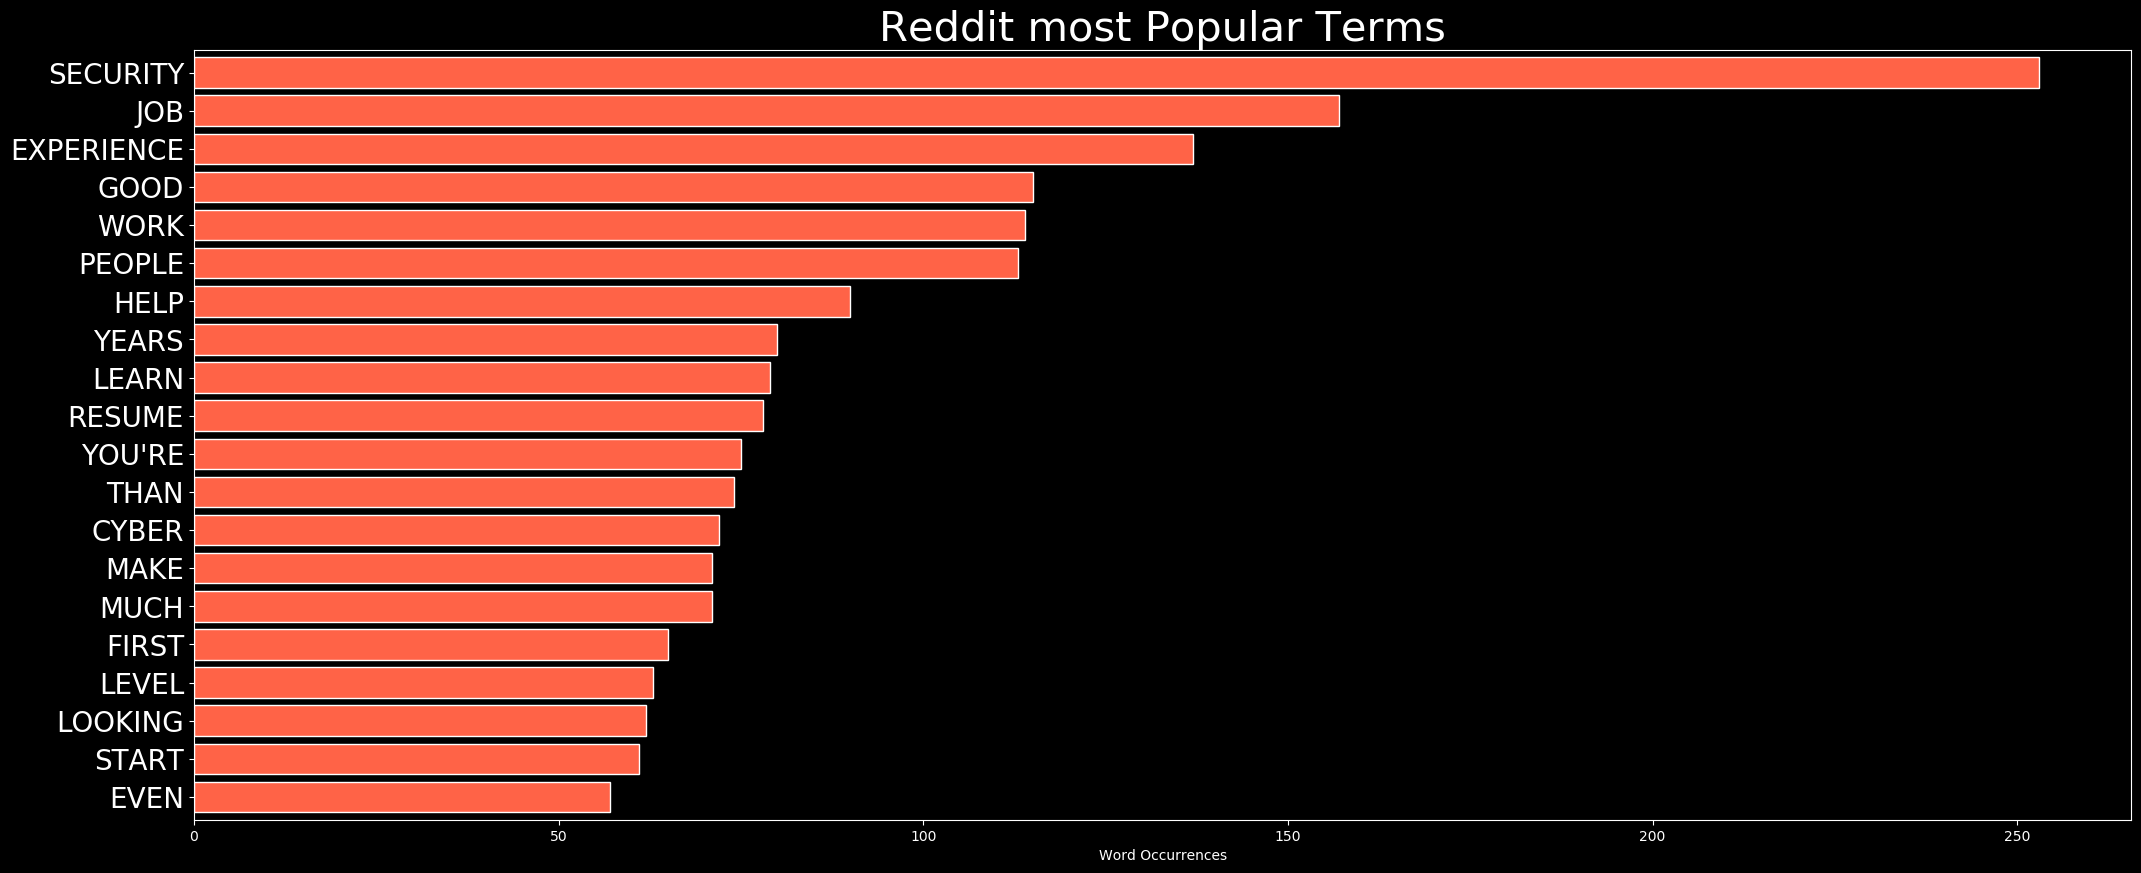 Reddit most Popular Terms
SECURITY
JOB
EXPERIENCE
GOOD
WORK
PEOPLE
HELP
YEARS
LEARN
RESUME
YOU'RE
THAN
CYBER
MAKE
MUCH
FIRST
LEVEL
LOOKING
START
EVEN
0 50 100 150 200 250
Word Occurrences